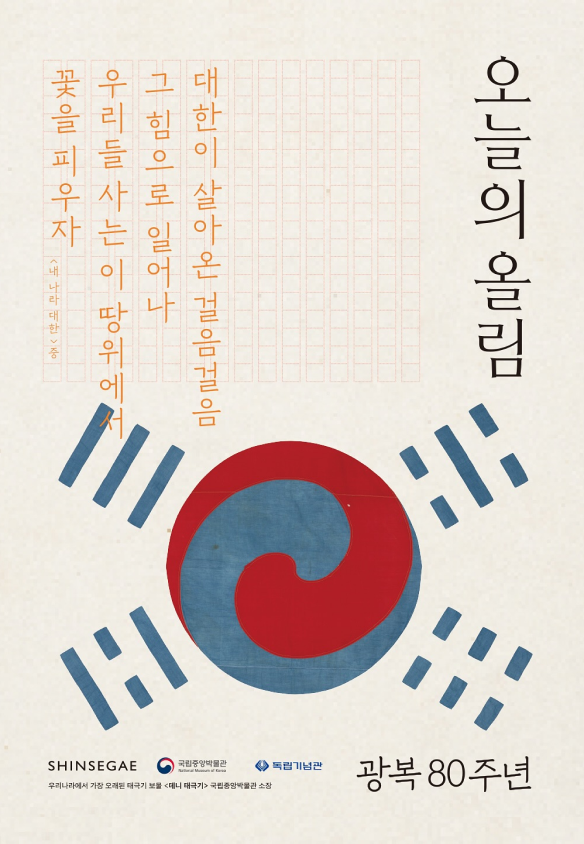 오늘의 울림
대한이 살아온 걸음걸음
그 힘으로 일어나
우리들 사는 이 땅위에서
꽃을 피우자
<내 나라 대한> 중
SHINSEGAE
국립중앙박물관
National Museum of Korea
독립기념관
우리나라에서 가장 오래된 태극기 보물 <데니 태극기> 국립중앙박물관 소장
광복 80주년